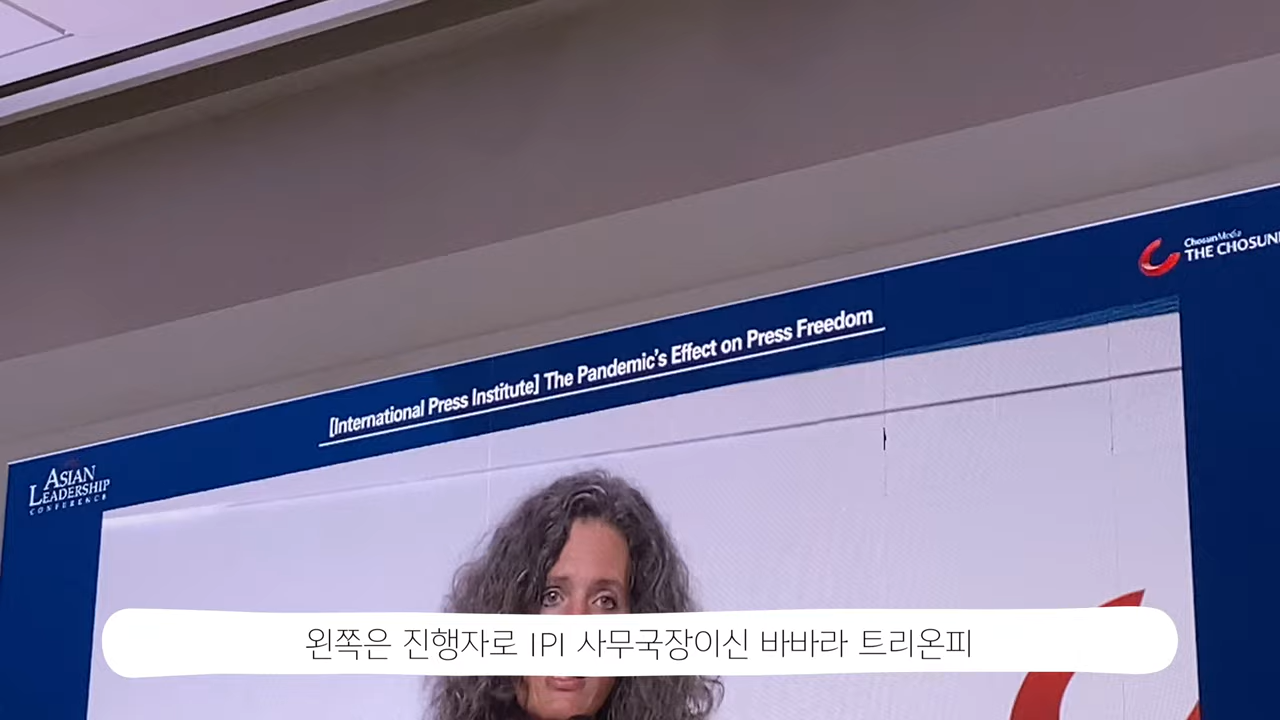 ChosunMedia
THE CHOSUN
[International Press Institute] The Pandemic's Effect on Press Freedom
ASIAN
LEADERSHIP
CONFERENCE
왼쪽은 진행자로 IPI 사무국장이신 바바라 트리온피